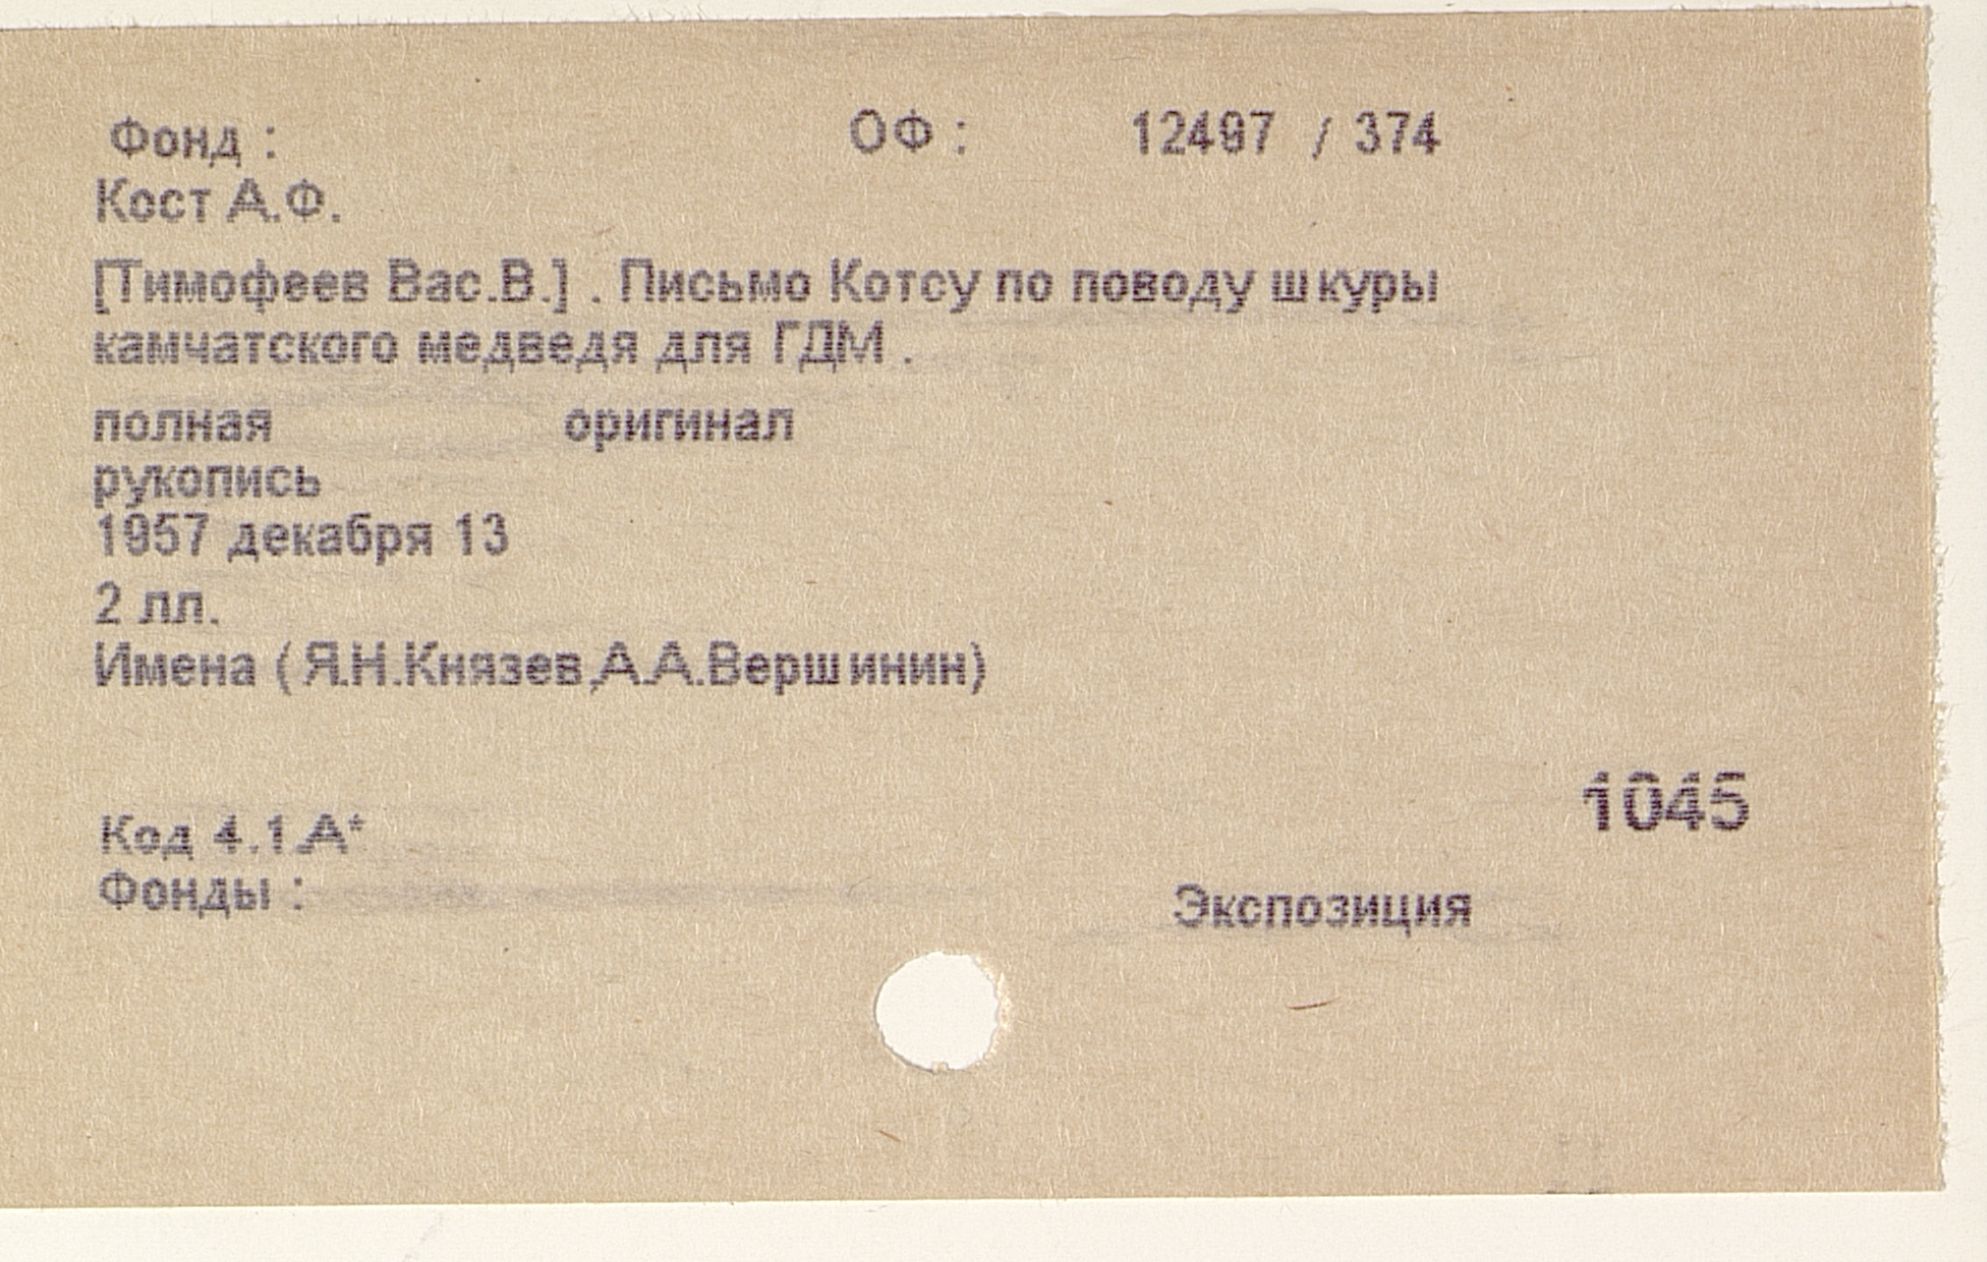 Фонд : ОФ : 12497 / 374
Кост А.Ф.
[Тимофеев Вас.В.] . Письмо Котсу по поводу шкуры
камчатского медведя для ГДМ .
полная оригинал
рукопись
1957 декабря 13
2 лл.
Имена ( Я.Н.Князев,А.А.Вершинин)
1045
Код 4.1.А*
Фонды :
Экспозиция